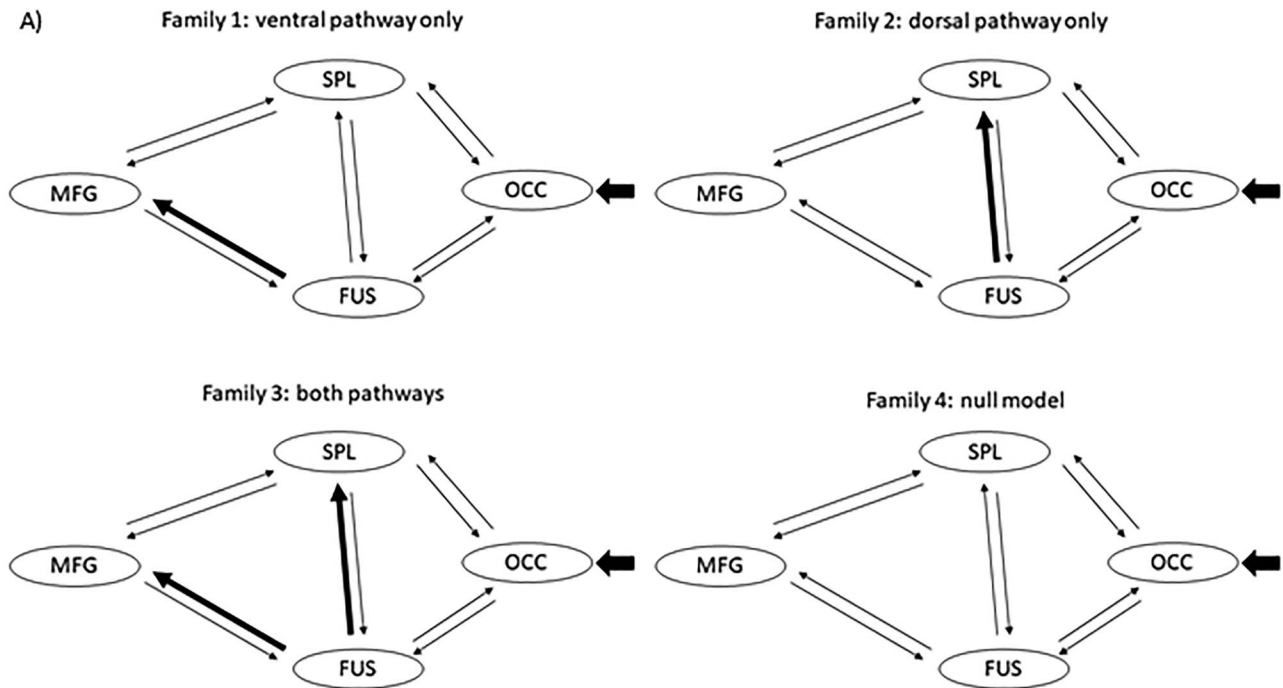 A)
Family 1: ventral pathway only
SPL
MFG
OCC
FUS
Family 2: dorsal pathway only
SPL
MFG
OCC
FUS
Family 3: both pathways
SPL
MFG
OCC
FUS
Family 4: null model
SPL
MFG
OCC
FUS